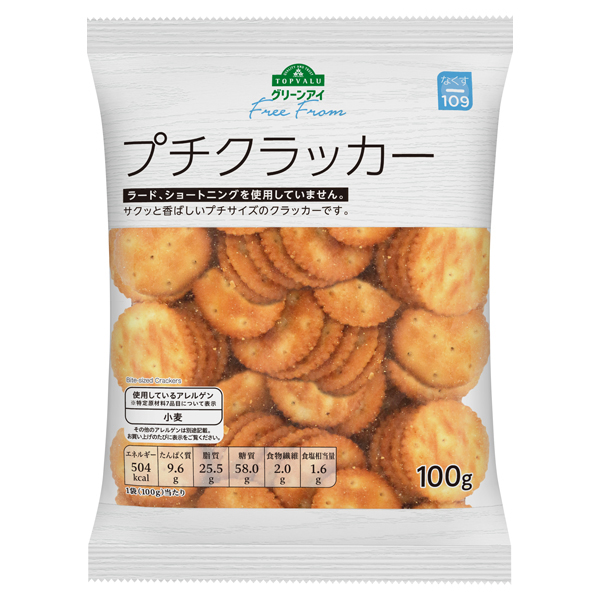 QUALITY AND TRUST
TOPVALU
グリーンアイ
Free From
なくす
109
プチクラッカー
ラード、ショートニングを使用していません。
サクッと香ばしいプチサイズのクラッカーです。
Bite-sized Crackers
使用しているアレルゲン
※特定原材料7品目について表示
小麦
その他のアレルゲンは別途記載。
お買い上げのたびに表示をご覧ください。
エネルギー たんぱく質 脂質 糖質 食物繊維 食塩相当量
504 9.6 25.5 58.0 2.0 1.6
kcal g g g g g
1袋(100g)当たり
100g